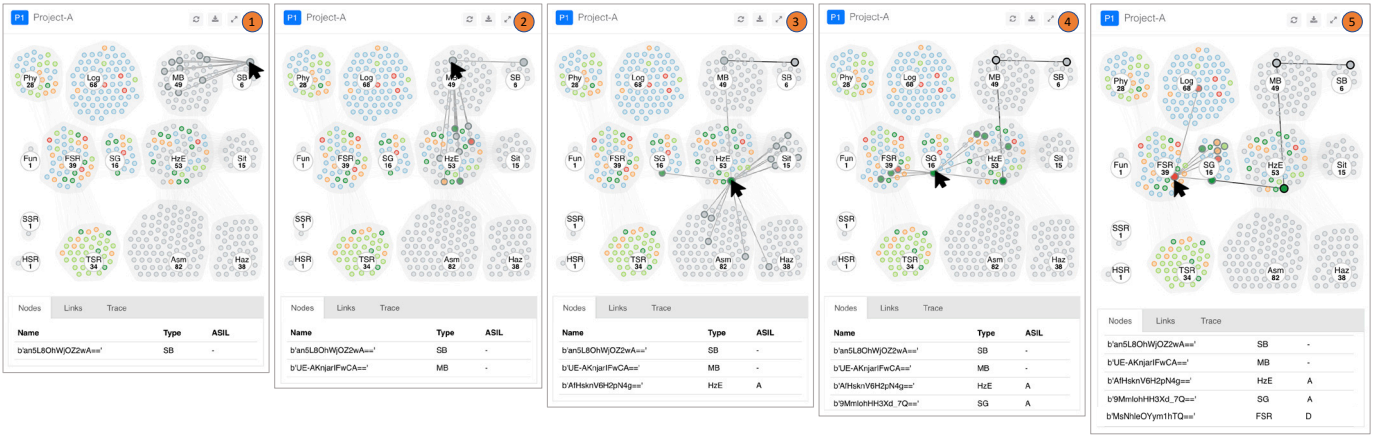 P1 Project-A 1
Phy
28
Log
68
MB
49
SB
6
Fun
1
FSR
39
SG
16
HzE
53
Sit
15
SSR
1
HSR
1
TSR
34
Asm
82
Haz
38
Nodes Links Trace
Name Type ASIL
b'an5L8OhWjOZ2wA==' SB -
P1 Project-A 2
Phy
28
Log
68
MB
49
SB
6
Fun
1
FSR
39
SG
16
HzE
53
Sit
15
SSR
1
HSR
1
TSR
34
Asm
82
Haz
38
Nodes Links Trace
Name Type ASIL
b'an5L8OhWjOZ2wA==' SB -
b'UE-AKnjarIFwCA==' MB -
P1 Project-A 3
Phy
28
Log
68
MB
49
SB
6
Fun
1
FSR
39
SG
16
HzE
53
Sit
15
SSR
1
HSR
1
TSR
34
Asm
82
Haz
38
Nodes Links Trace
Name Type ASIL
b'an5L8OhWjOZ2wA==' SB -
b'UE-AKnjarIFwCA==' MB -
b'AfHsknV6H2pN4g==' HzE A
P1 Project-A 4
Phy
28
Log
68
MB
49
SB
6
Fun
1
FSR
39
SG
16
HzE
53
Sit
15
SSR
1
HSR
1
TSR
34
Asm
82
Haz
38
Nodes Links Trace
Name Type ASIL
b'an5L8OhWjOZ2wA==' SB -
b'UE-AKnjarIFwCA==' MB -
b'AfHsknV6H2pN4g==' HzE A
b'9MmlohHH3Xd_7Q==' SG A
P1 Project-A 5
Phy
28
Log
68
MB
49
SB
6
Fun
1
FSR
39
SG
16
HzE
53
Sit
15
SSR
1
HSR
1
TSR
34
Asm
82
Haz
38
Nodes Links Trace
b'an5L8OhWjOZ2wA==' SB -
b'UE-AKnjarIFwCA==' MB -
b'AfHsknV6H2pN4g==' HzE A
b'9MmlohHH3Xd_7Q==' SG A
b'MsNhleOYym1hTQ==' FSR D